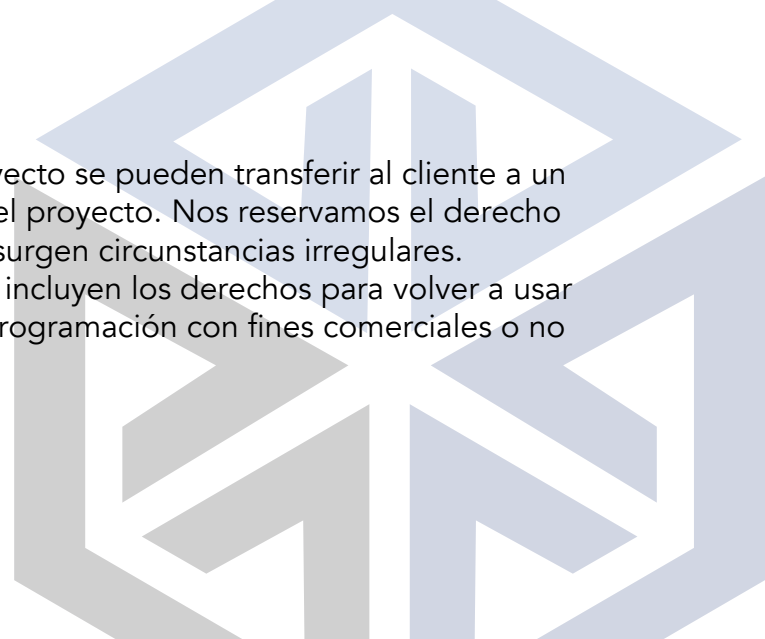 yecto se pueden transferir al cliente a un
el proyecto. Nos reservamos el derecho
surgen circunstancias irregulares.
incluyen los derechos para volver a usar
rogramación con fines comerciales o no